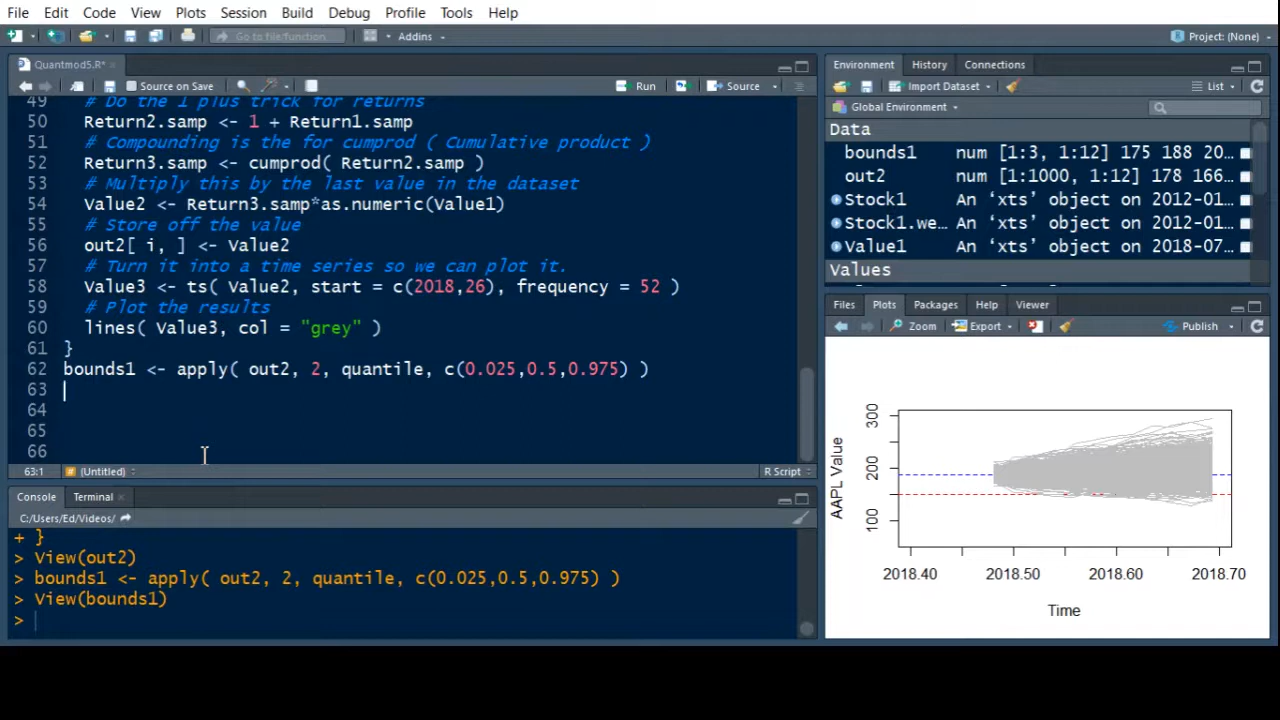 File Edit Code View Plots Session Build Debug Profile Tools Help
Go to file/function Addins Project: (None)
Quantmod5.R*
Source on Save Run Source
49 # Do the 1 plus trick for returns
50 Return2.samp <- 1 + Return1.samp
51 # Compounding is the for cumprod ( Cumulative product )
52 Return3.samp <- cumprod( Return2.samp )
53 # Multiply this by the last value in the dataset
54 Value2 <- Return3.samp*as.numeric(Value1)
55 # Store off the value
56 out2[ i, ] <- Value2
57 # Turn it into a time series so we can plot it.
58 Value3 <- ts( Value2, start = c(2018,26), frequency = 52 )
59 # Plot the results
60 lines( Value3, col = "grey" )
61 }
62 bounds1 <- apply( out2, 2, quantile, c(0.025,0.5,0.975) )
63
64
65
66
63:1 # (Untitled) R Script
Console Terminal
C:/Users/Ed/Videos/
+ }
> View(out2)
> bounds1 <- apply( out2, 2, quantile, c(0.025,0.5,0.975) )
> View(bounds1)
>
Environment History Connections
Import Dataset List
Global Environment
Data
bounds1 num [1:3, 1:12] 175 188 20…
out2 num [1:1000, 1:12] 178 166…
Stock1 An ‘xts’ object on 2012-01…
Stock1.we… An ‘xts’ object on 2012-01…
Value1 An ‘xts’ object on 2018-07…
Values
Files Plots Packages Help Viewer
Zoom Export Publish
AAPL Value
300
200
100
2018.40 2018.50 2018.60 2018.70
Time